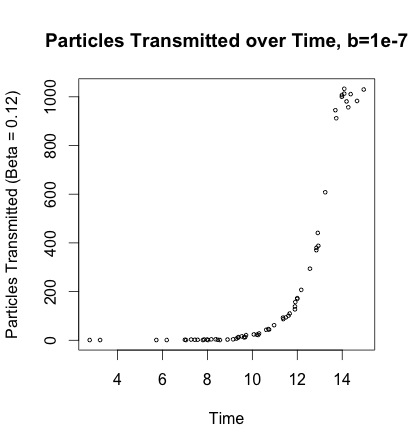 Particles Transmitted over Time, b=1e-7
Particles Transmitted (Beta = 0.12)
1000
800
600
400
200
0
4 6 8 10 12 14
Time